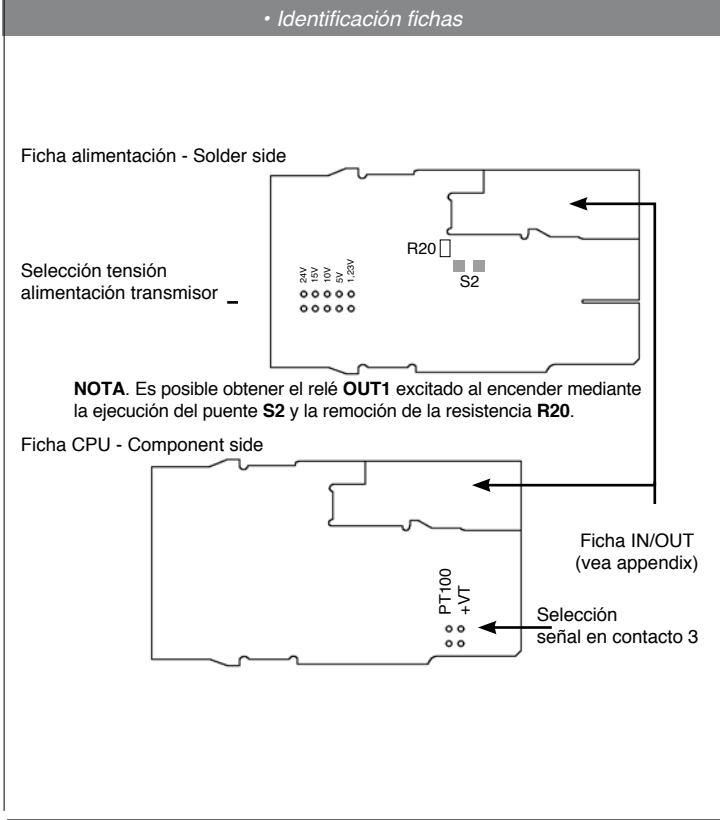 • Identificación fichas
Ficha alimentación - Solder side
R20
S2
Selección tensión
alimentación transmisor
24V
15V
10V
5V
1,23V
NOTA. Es posible obtener el relé OUT1 excitado al encender mediante
la ejecución del puente S2 y la remoción de la resistencia R20.
Ficha CPU - Component side
Ficha IN/OUT
(vea appendix)
PT100
+VT
Selección
señal en contacto 3